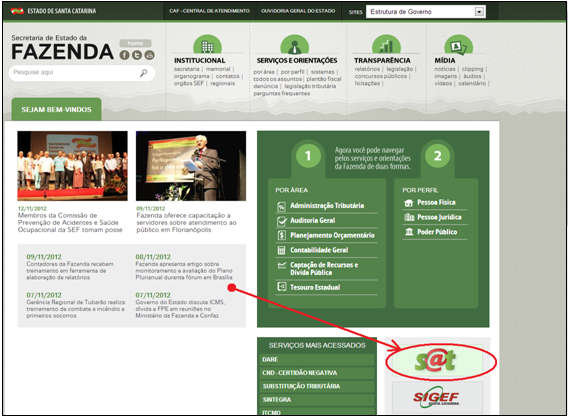 ESTADO DE SANTA CATARINA
CAF - CENTRAL DE ATENDIMENTO
OUVIDORIA GERAL DO ESTADO
SITES
Estrutura de Governo
Secretaria de Estado da
FAZENDA
Home
Pesquise aqui
INSTITUCIONAL
secretaria | memorial |
organograma | contatos |
orgãos SEF | regionais
SERVIÇOS E ORIENTAÇÕES
por área | por perfil | sistemas |
todos os assuntos | plantão fiscal
denúncia | legislação tributária
perguntas frequentes
TRANSPARÊNCIA
relatórios | legislação |
concursos públicos |
licitações |
MÍDIA
notícias | clipping |
imagens | áudios |
vídeos | calendário |
SEJAM BEM-VINDOS
12/11/2012
Membros da Comissão de
Prevenção de Acidentes e Saúde
Ocupacional da SEF tomam posse
12/11/2012
Fazenda oferece capacitação a
servidores sobre atendimento ao
público em Florianópolis
09/11/2012
Contadores da Fazenda recebem
treinamento em ferramenta de
elaboração de relatórios
08/11/2012
Fazenda apresenta artigo sobre
monitoramento e avaliação do Plano
Plurianual durante fórum em Brasília
07/11/2012
Gerência Regional de Tubarão realiza
treinamento de combate a incêndio e
primeiros socorros
07/11/2012
Governo do Estado discute ICMS,
dívida e FPE em reuniões no
Ministério da Fazenda e Confaz
1
Agora você pode navegar
pelos serviços e orientações
da Fazenda de duas formas.
2
POR ÁREA
Administração Tributária
Auditoria Geral
Planejamento Orçamentário
Contabilidade Geral
Captação de Recursos e
Dívida Pública
Tesouro Estadual
POR PERFIL
Pessoa Física
Pessoa Jurídica
Poder Público
SERVIÇOS MAIS ACESSADOS
DARE
CND - CERTIDÃO NEGATIVA
SUBSTITUIÇÃO TRIBUTÁRIA
SINTEGRA
ITCMD
s@t
SIGEF
SANTA CATARINA